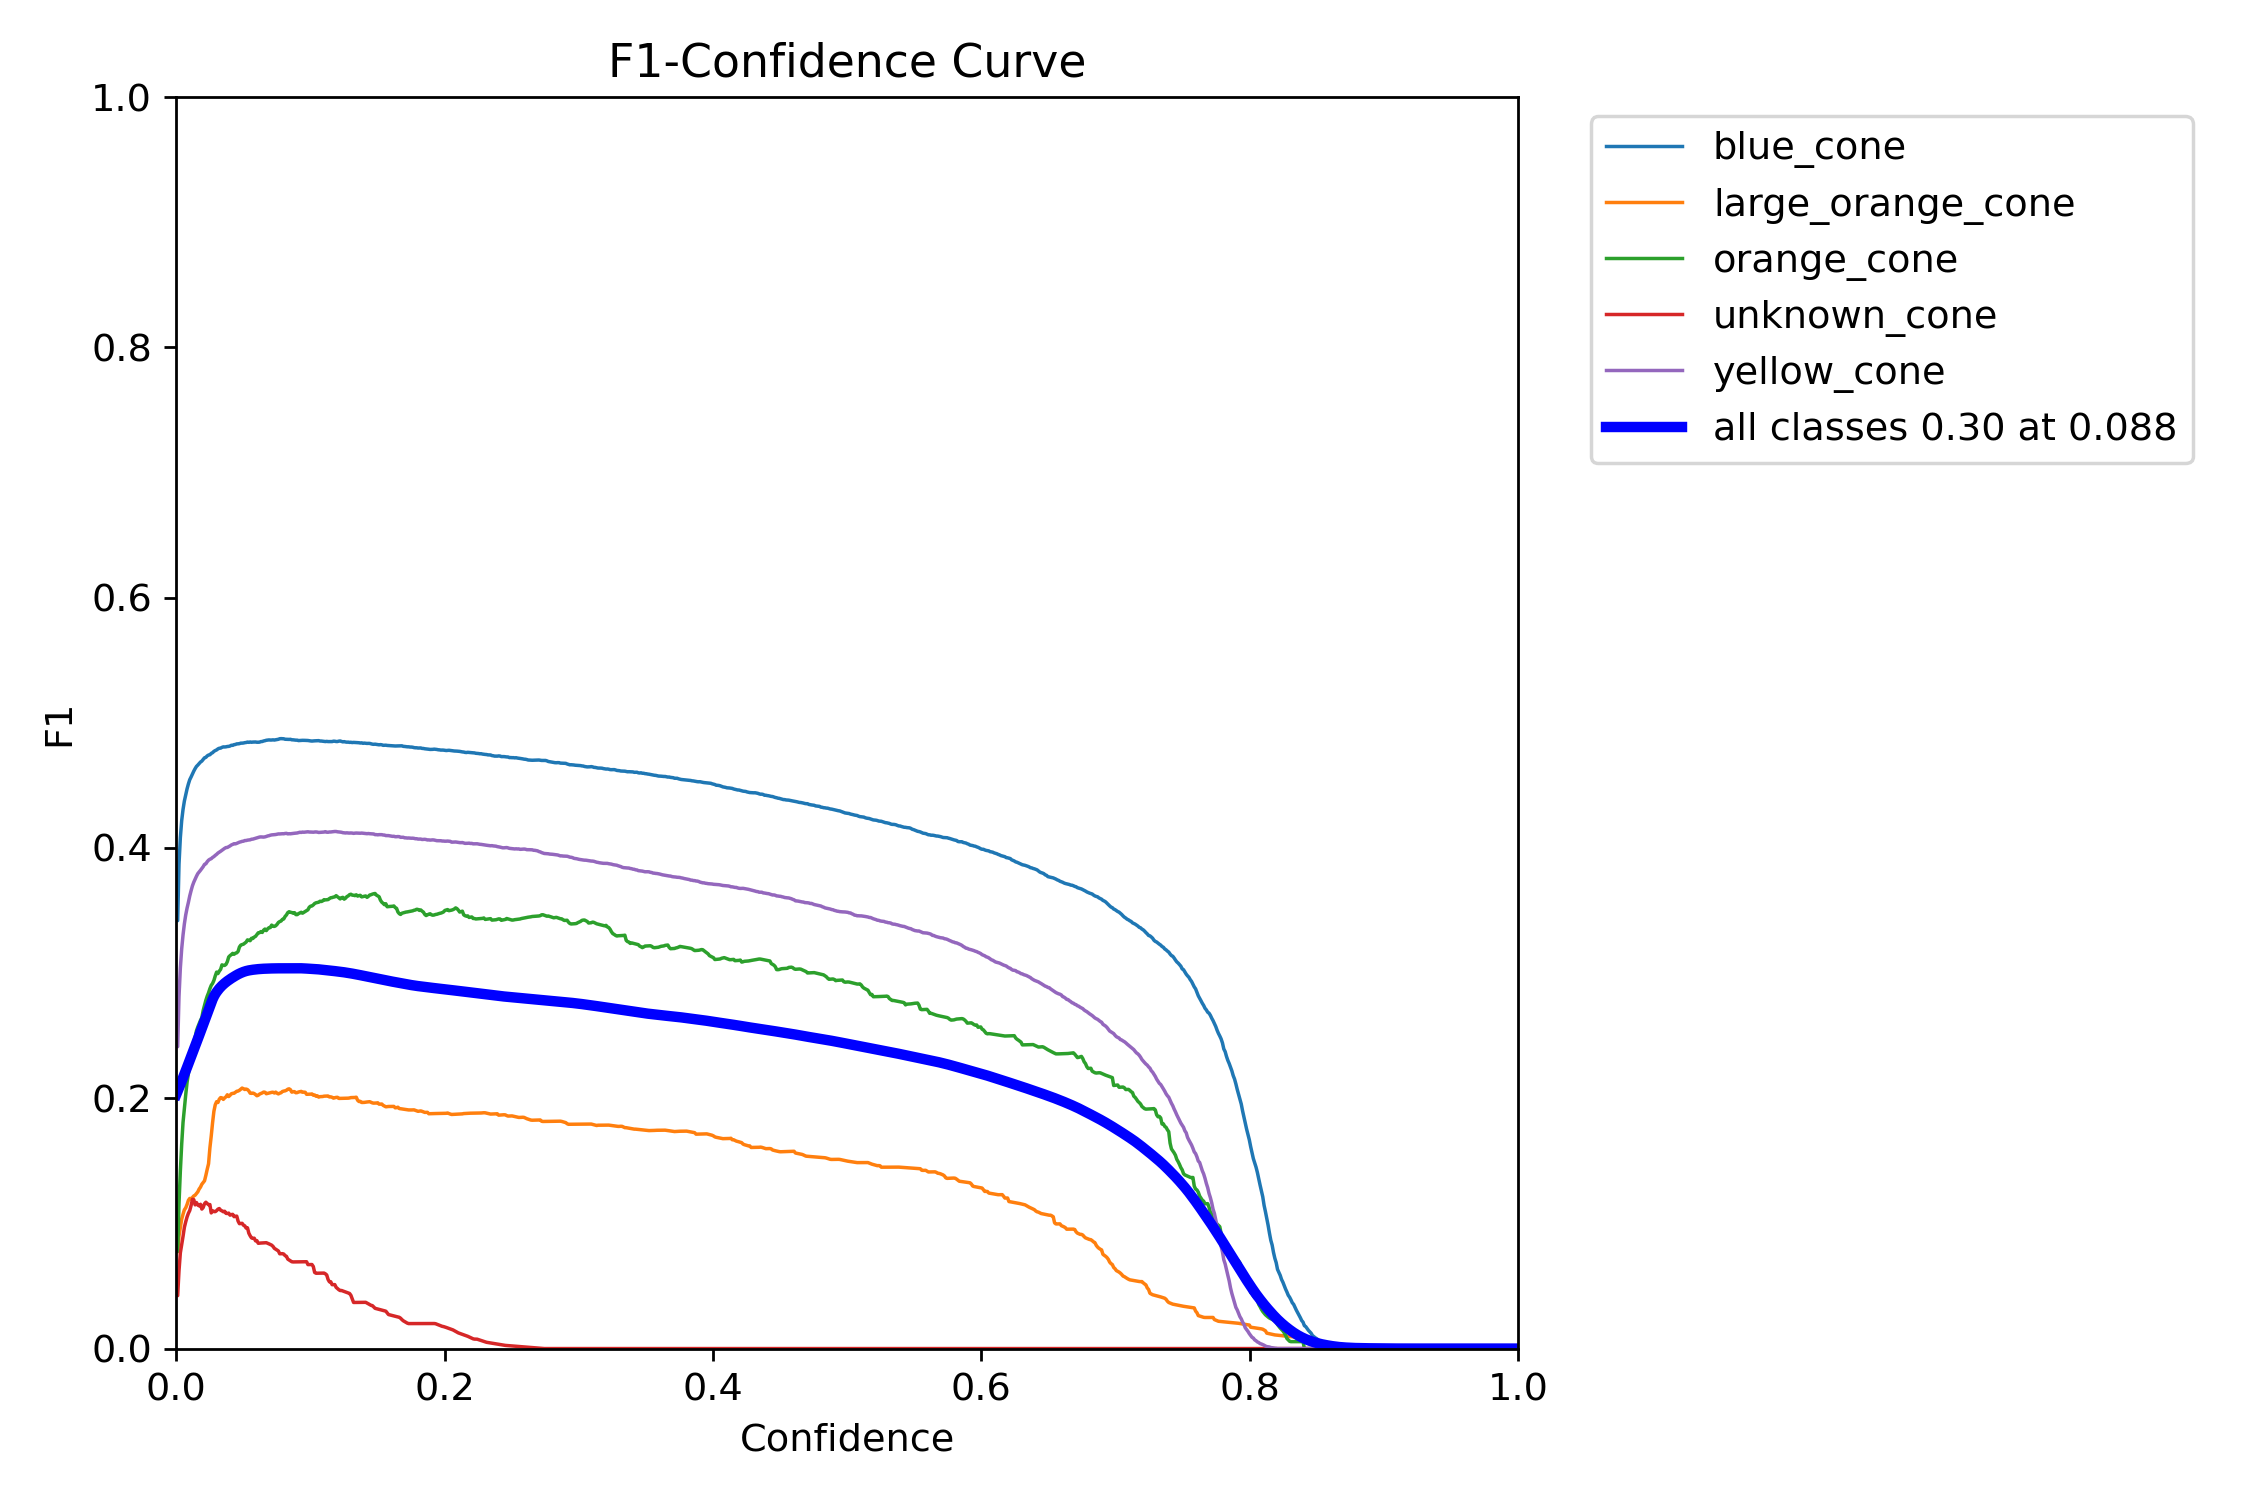 F1-Confidence Curve
1.0
0.8
0.6
0.4
0.2
0.0
F1
0.0 0.2 0.4 0.6 0.8 1.0
Confidence
blue_cone
large_orange_cone
orange_cone
unknown_cone
yellow_cone
all classes 0.30 at 0.088